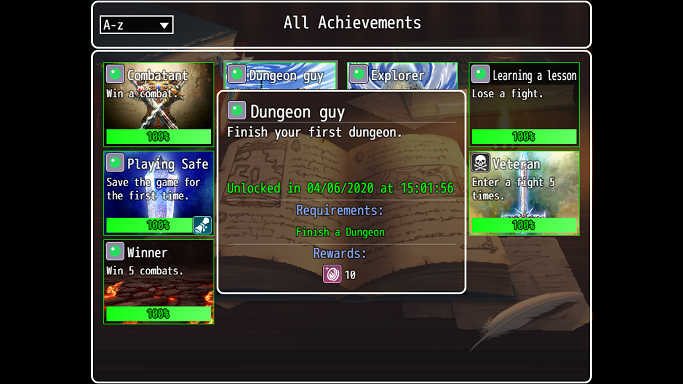 A-z
All Achievements
Combatant
Win a combat.
100%
Dungeon guy
Explorer
Learning a lesson
Lose a fight.
100%
Dungeon guy
Finish your first dungeon.
Unlocked in 04/06/2020 at 15:01:56
Requirements:
Finish a Dungeon
Rewards:
10
Playing Safe
Save the game for
the first time.
100%
Veteran
Enter a fight 5
times.
100%
Winner
Win 5 combats.
100%